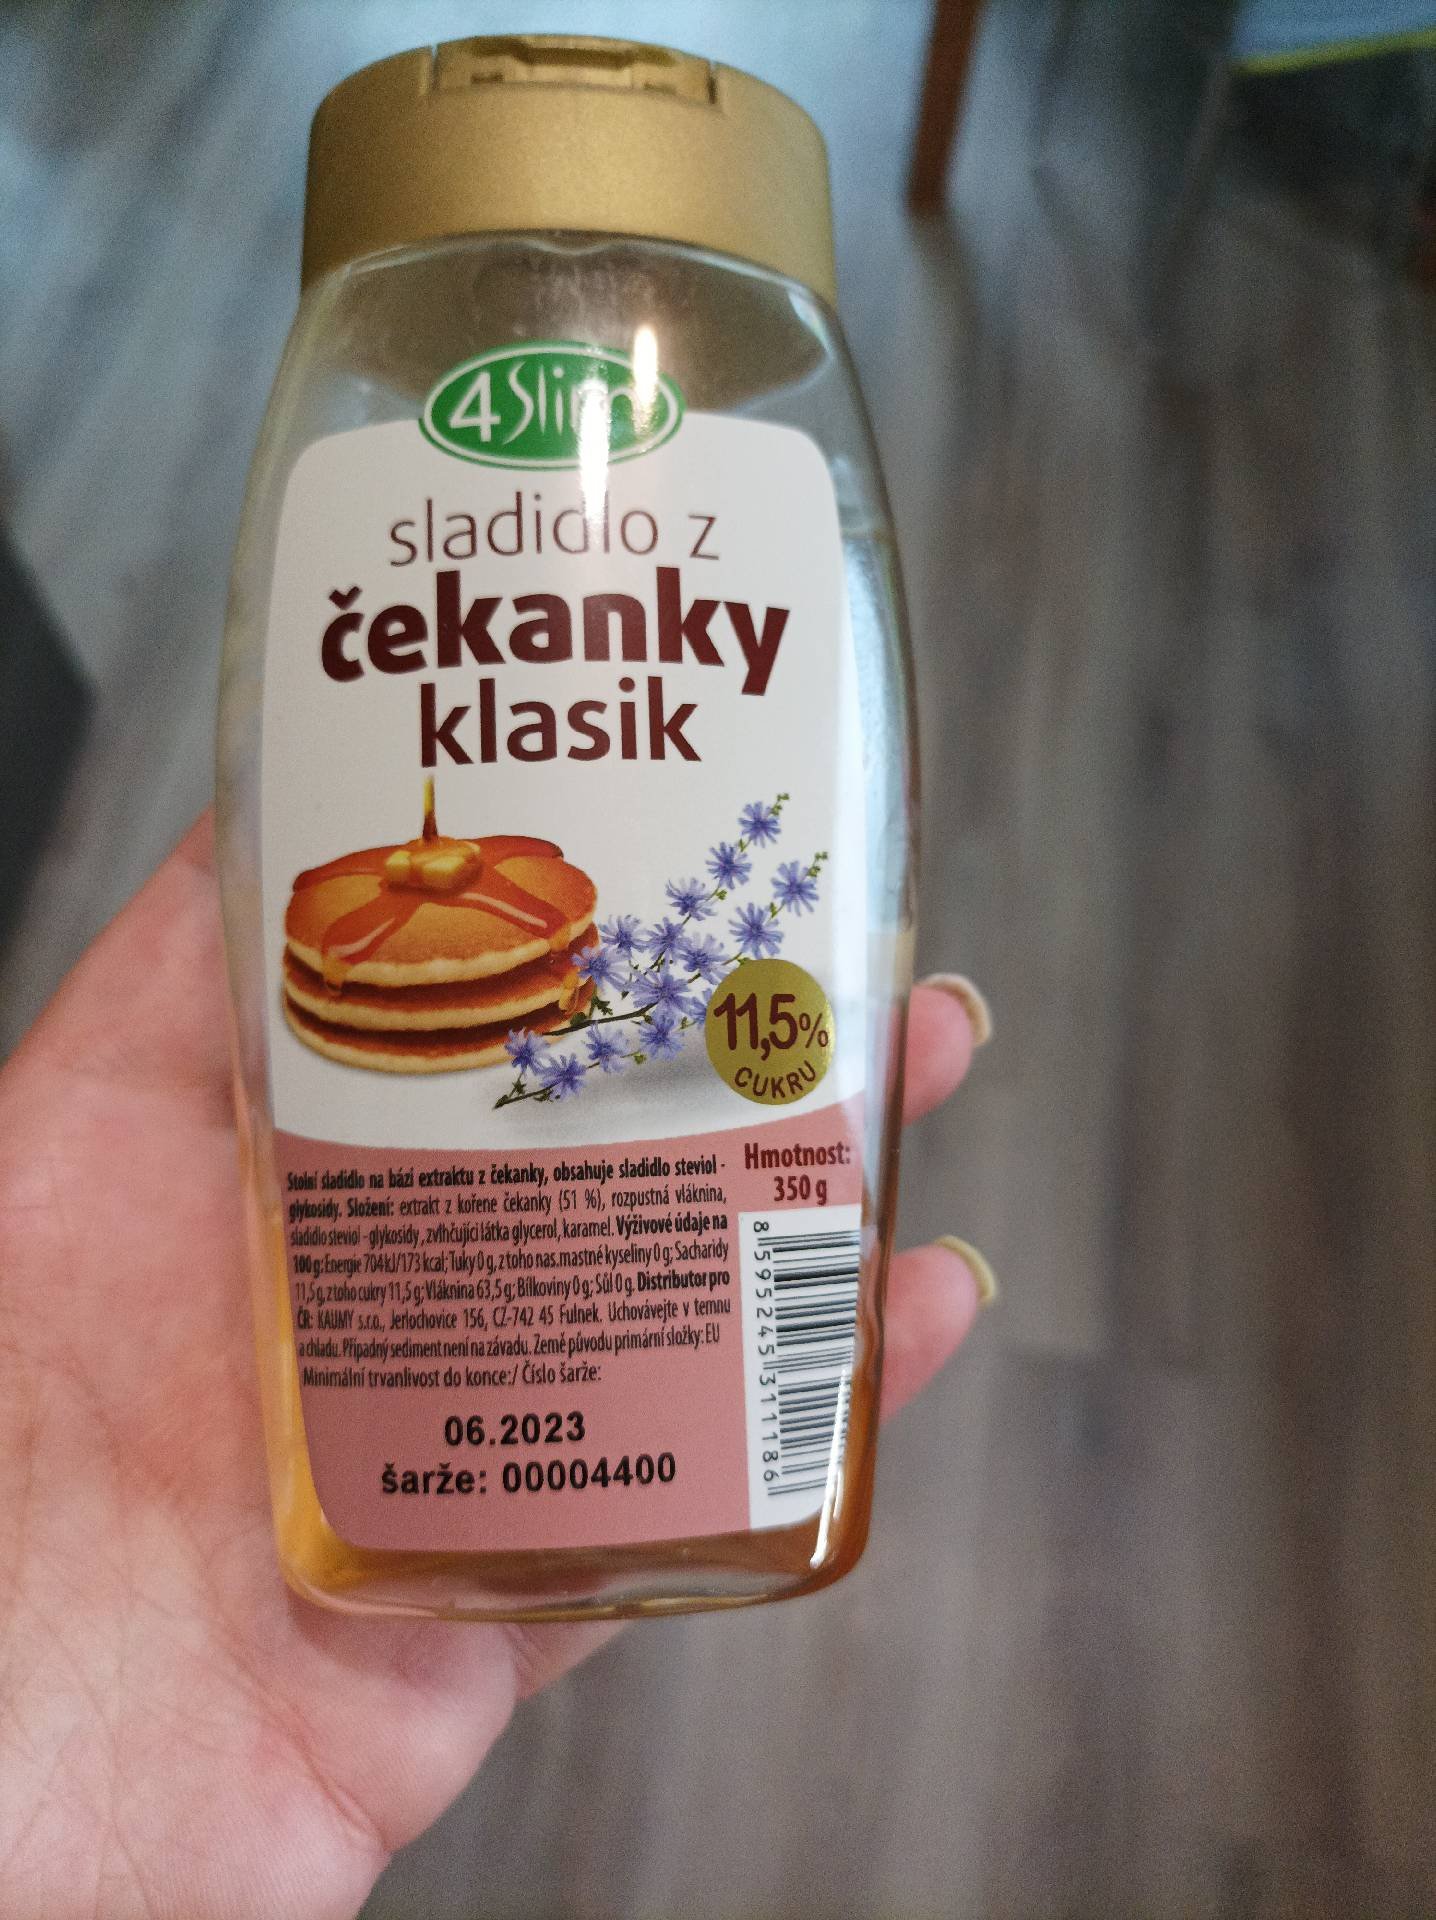 4Slim
sladidlo z
čekanky
klasik
11,5%
CUKRU
Stolní sladidlo na bázi extraktu z čekanky, obsahuje sladidlo steviol -
glykosidy. Složení: extrakt z kořene čekanky (51 %), rozpustná vláknina,
sladidlo steviol - glykosidy, zvlhčující látka glycerol, karamel. Výživové údaje na
100 g: Energie 704 kJ/173 kcal; Tuky 0 g, z toho nas. mastné kyseliny 0 g; Sacharidy
11,5 g, z toho cukry 11,5 g; Vláknina 63,5 g; Bílkoviny 0 g; Sůl 0 g. Distributor pro
ČR: KAUMY s.r.o., Jerlochovice 156, CZ-742 45 Fulnek. Uchovávejte v temnu
a chladu. Případný sediment není na závadu. Země původu primární složky: EU
Minimální trvanlivost do konce:/ Číslo šarže:
06.2023
šarže: 00004400
Hmotnost:
350 g
8 595245 311186